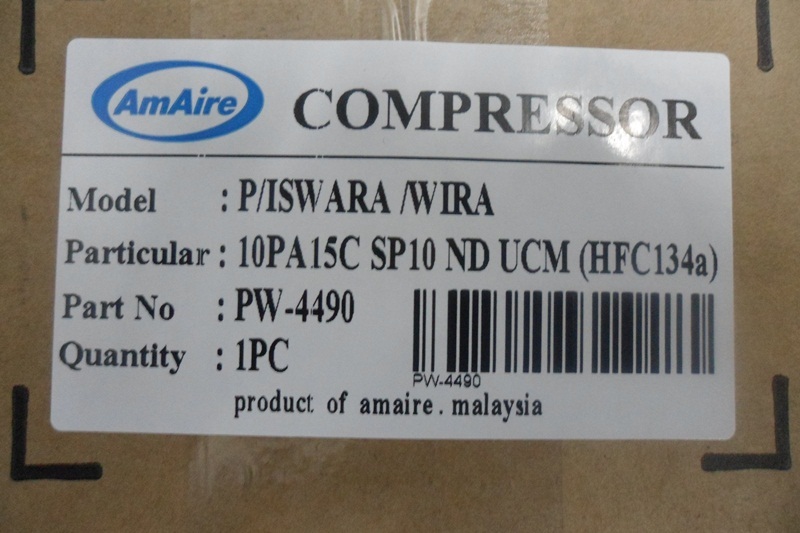 AmAire COMPRESSOR
Model : P/ISWARA /WIRA
Particular : 10PA15C SP10 ND UCM (HFC134a)
Part No : PW-4490
Quantity : 1PC
PW-4490
product of amaire. malaysia